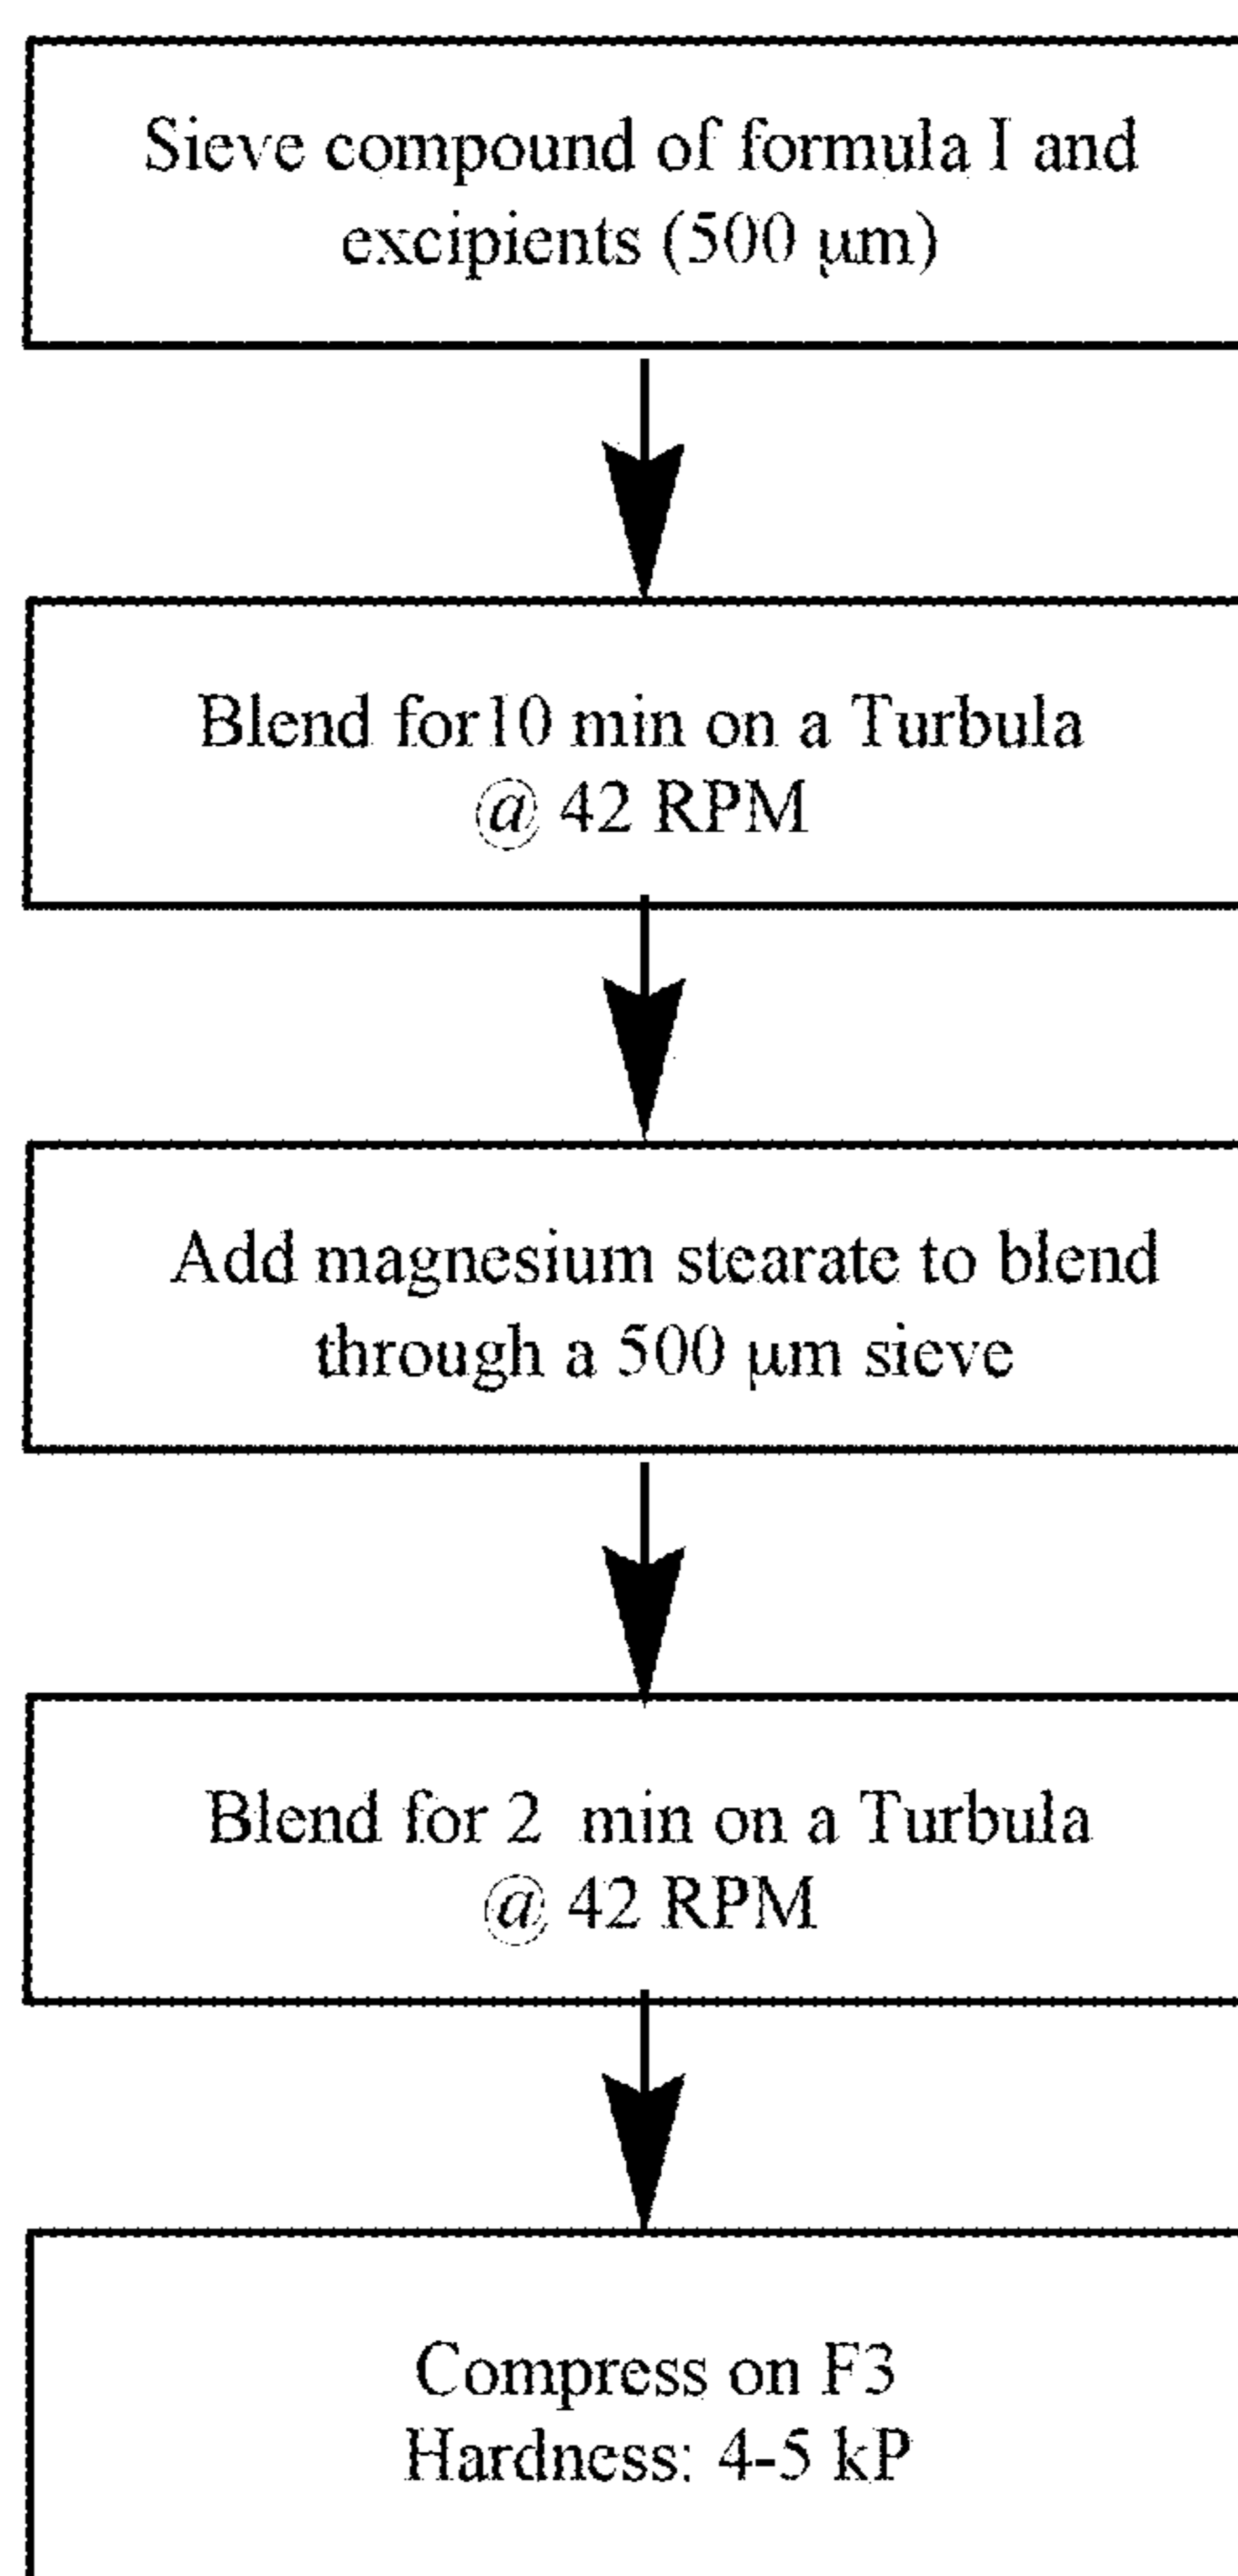 Sieve compound of formula I and
excipients (500 µm)
Blend for10 min on a Turbula
@ 42 RPM
Add magnesium stearate to blend
through a 500 µm sieve
Blend for 2  min on a Turbula
@ 42 RPM
Compress on F3
Hardness: 4-5 kP